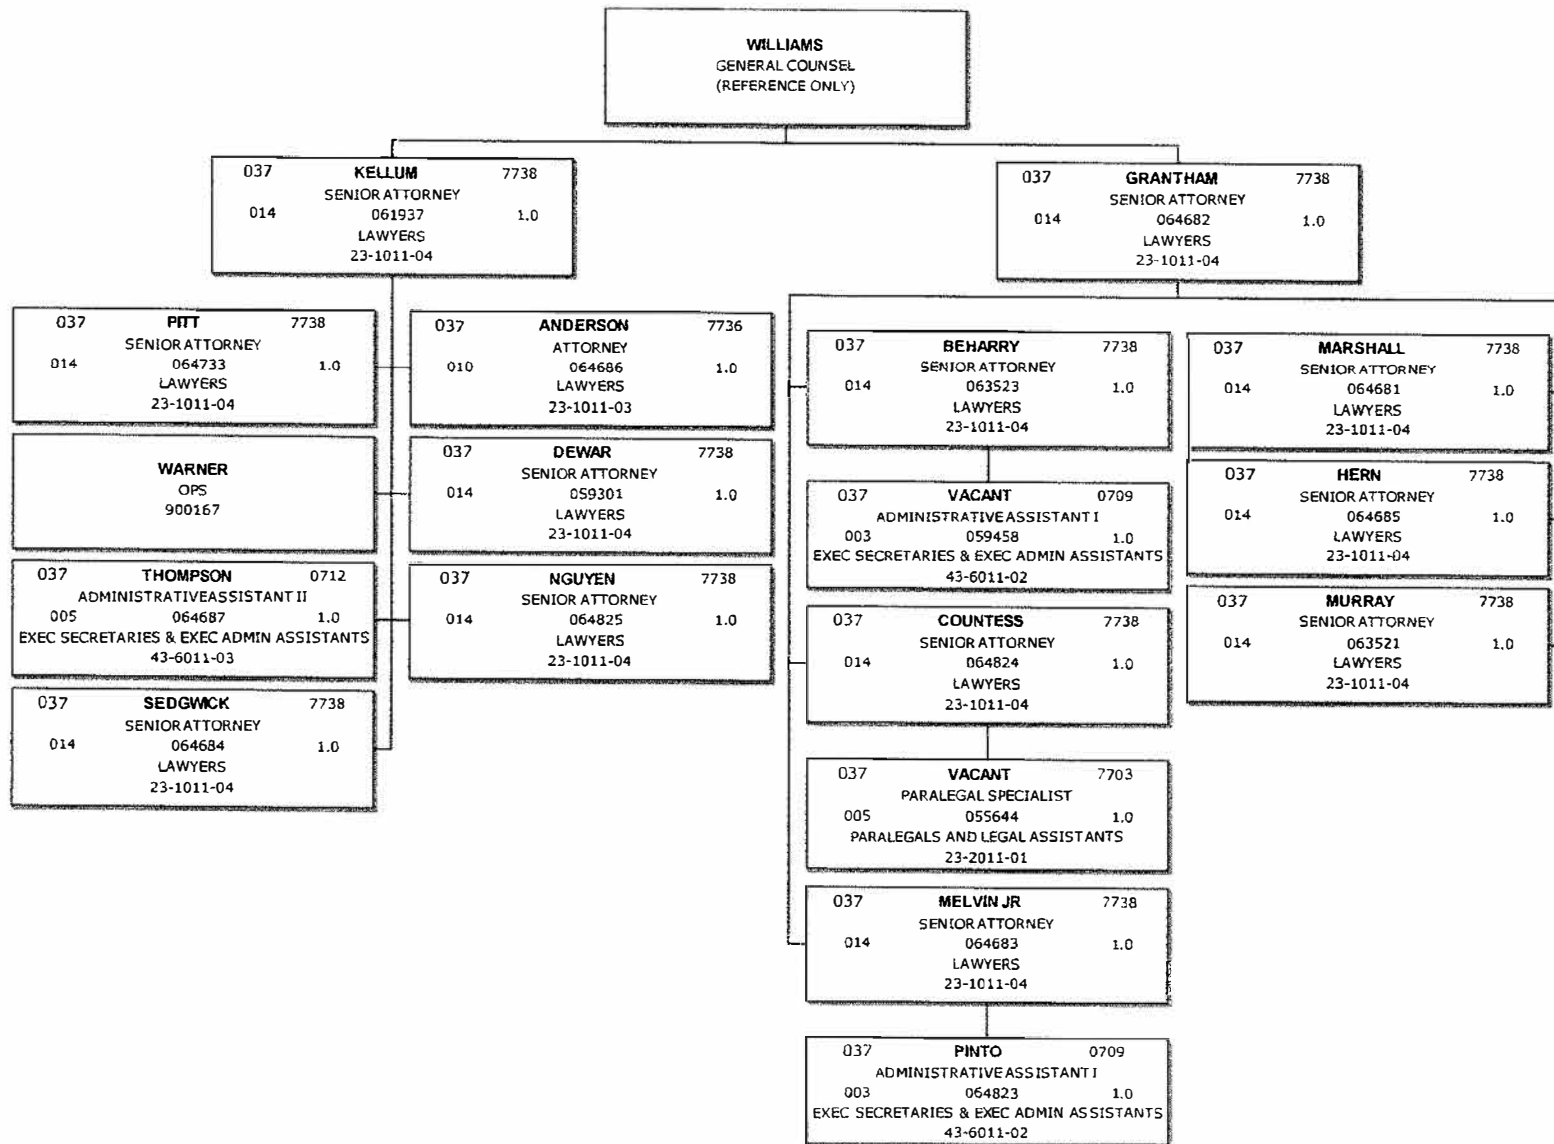 WILLIAMS
GENERAL COUNSEL
(REFERENCE ONLY)
037 KELLUM 7738
SENIOR ATTORNEY
014 061937 1.0
LAWYERS
23-1011-04
037 GRANTHAM 7738
SENIOR ATTORNEY
014 064682 1.0
LAWYERS
23-1011-04
037 PITT 7738
SENIOR ATTORNEY
014 064733 1.0
LAWYERS
23-1011-04
037 ANDERSON 7736
ATTORNEY
010 064686 1.0
LAWYERS
23-1011-03
WARNER
OPS
900167
037 DEWAR 7738
SENIOR ATTORNEY
014 059301 1.0
LAWYERS
23-1011-04
037 THOMPSON 0712
ADMINISTRATIVE ASSISTANT II
005 064687 1.0
EXEC SECRETARIES & EXEC ADMIN ASSISTANTS
43-6011-03
037 NGUYEN 7738
SENIOR ATTORNEY
014 064825 1.0
LAWYERS
23-1011-04
037 SEDGWICK 7738
SENIOR ATTORNEY
014 064684 1.0
LAWYERS
23-1011-04
037 BEHARRY 7738
SENIOR ATTORNEY
014 063523 1.0
LAWYERS
23-1011-04
037 VACANT 0709
ADMINISTRATIVE ASSISTANT I
003 059458 1.0
EXEC SECRETARIES & EXEC ADMIN ASSISTANTS
43-6011-02
037 COUNTESS 7738
SENIOR ATTORNEY
014 064824 1.0
LAWYERS
23-1011-04
037 VACANT 7703
PARALEGAL SPECIALIST
005 055644 1.0
PARALEGALS AND LEGAL ASSISTANTS
23-2011-01
037 MELVIN JR 7738
SENIOR ATTORNEY
014 064683 1.0
LAWYERS
23-1011-04
037 PINTO 0709
ADMINISTRATIVE ASSISTANT I
003 064823 1.0
EXEC SECRETARIES & EXEC ADMIN ASSISTANTS
43-6011-02
037 MARSHALL 7738
SENIOR ATTORNEY
014 064681 1.0
LAWYERS
23-1011-04
037 HERN 7738
SENIOR ATTORNEY
014 064685 1.0
LAWYERS
23-1011-04
037 MURRAY 7738
SENIOR ATTORNEY
014 063521 1.0
LAWYERS
23-1011-04